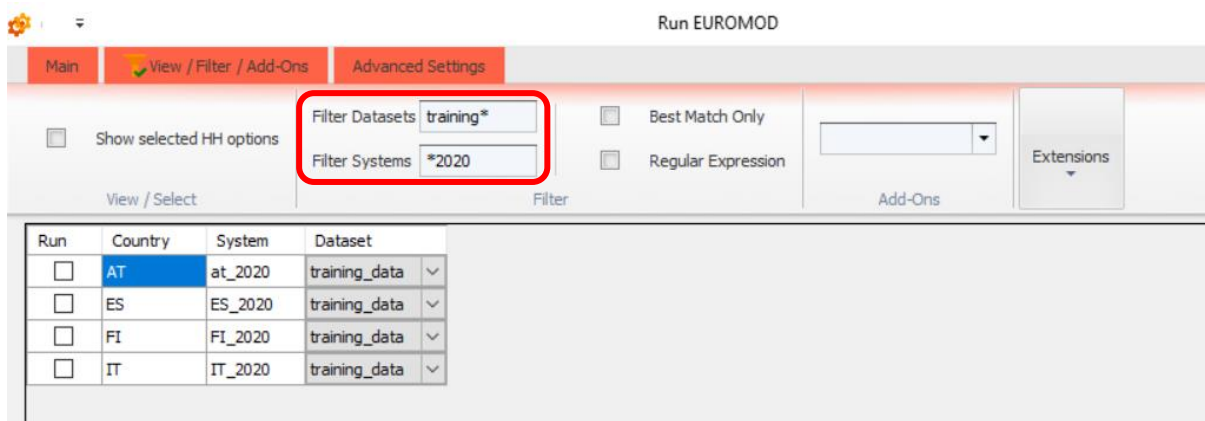 Run EUROMOD
Main View / Filter / Add-Ons Advanced Settings
Show selected HH options
Filter Datasets training*
Filter Systems *2020
Best Match Only
Regular Expression
Extensions
View / Select Filter Add-Ons
Run Country System Dataset
AT at_2020 training_data
ES ES_2020 training_data
FI FI_2020 training_data
IT IT_2020 training_data